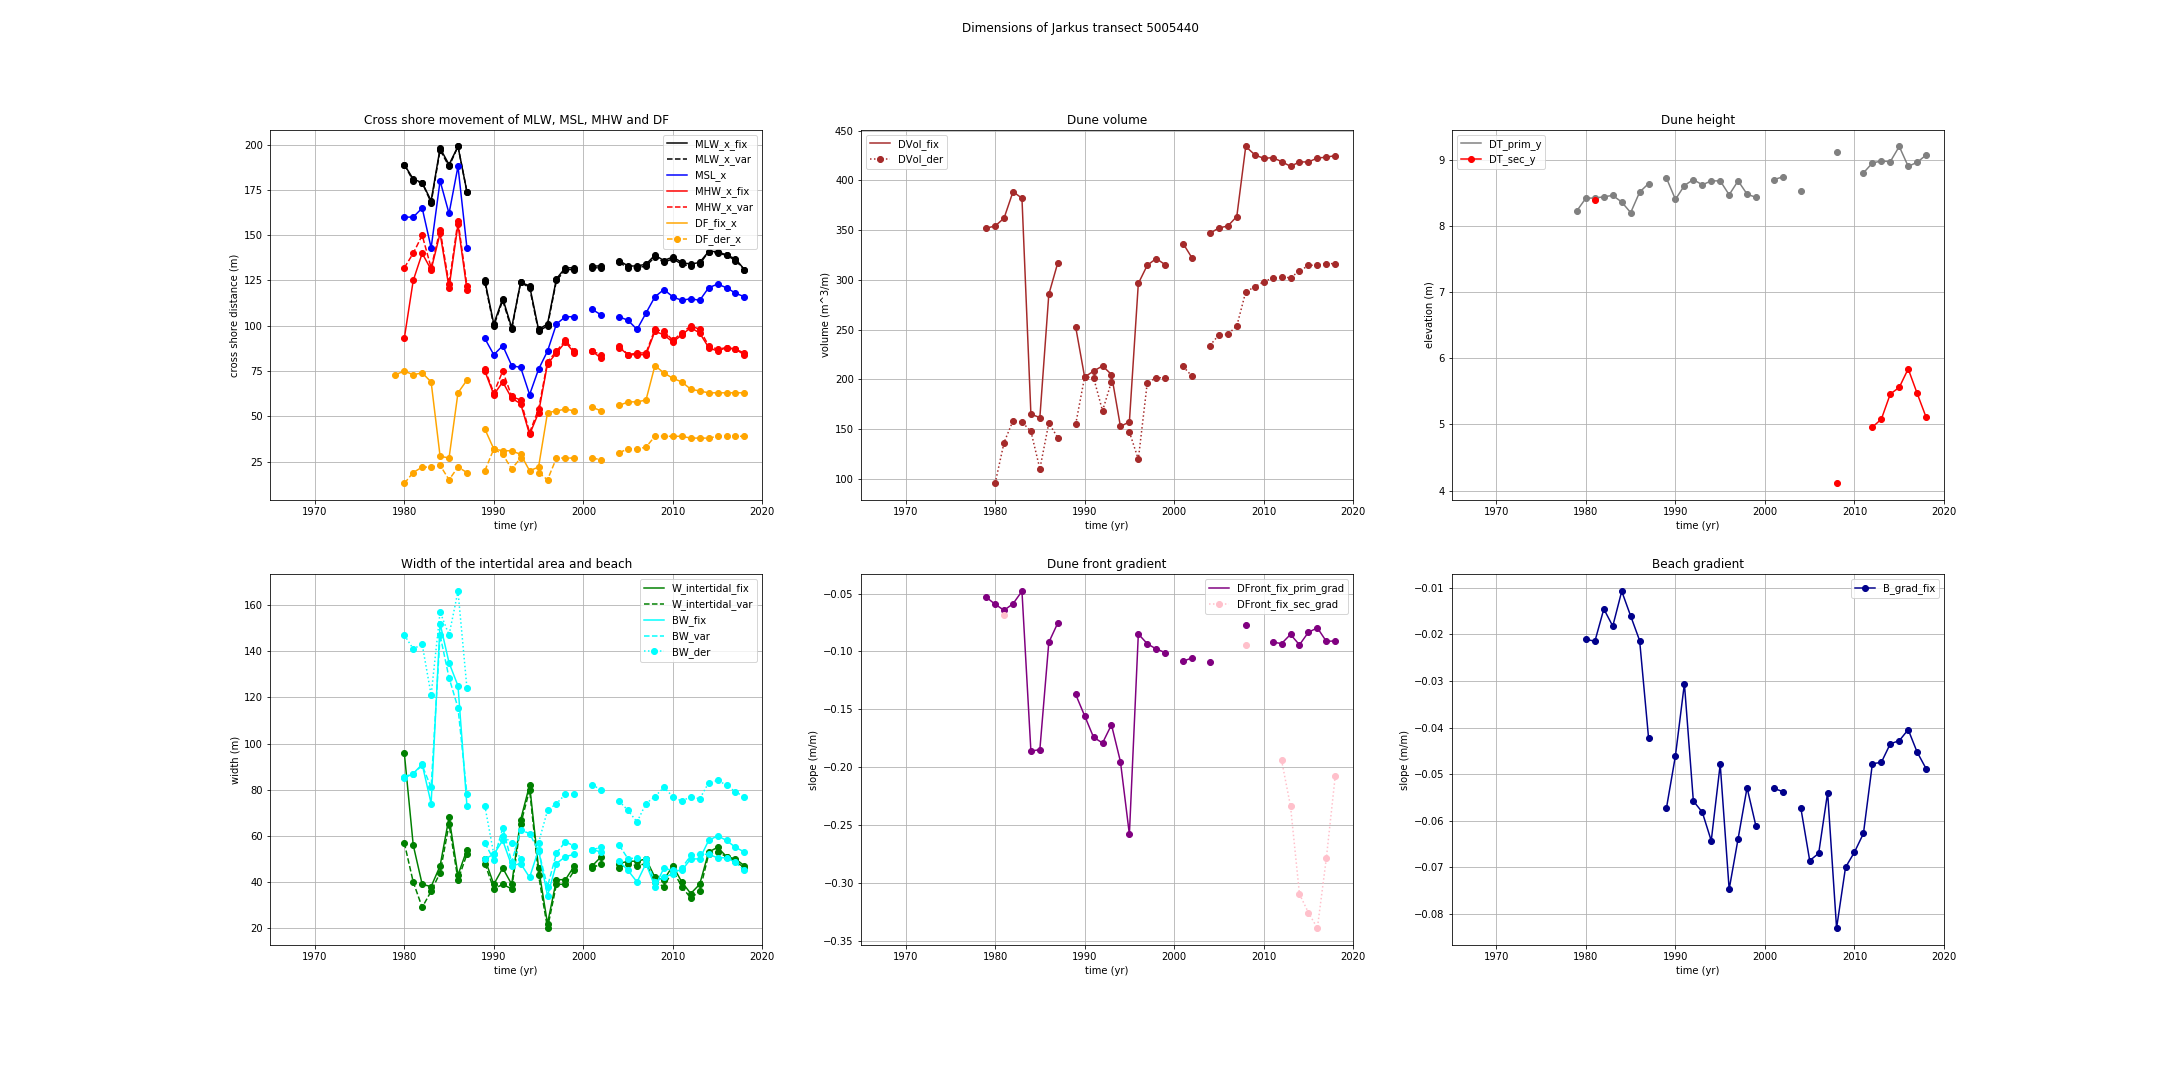 Dimensions of Jarkus transect 5005440
Cross shore movement of MLW, MSL, MHW and DF
cross shore distance (m)
200
175
150
125
100
75
50
25
1970 1980 1990 2000 2010 2020
time (yr)
MLW_x_fix
MLW_x_var
MSL_x
MHW_x_fix
MHW_x_var
DF_fix_x
DF_der_x
Dune volume
volume (m^3/m)
450
400
350
300
250
200
150
100
1970 1980 1990 2000 2010 2020
time (yr)
DVol_fix
DVol_der
Dune height
elevation (m)
9
8
7
6
5
4
1970 1980 1990 2000 2010 2020
time (yr)
DT_prim_y
DT_sec_y
Width of the intertidal area and beach
width (m)
160
140
120
100
80
60
40
20
1970 1980 1990 2000 2010 2020
time (yr)
W_intertidal_fix
W_intertidal_var
BW_fix
BW_var
BW_der
Dune front gradient
slope (m/m)
−0.05
−0.10
−0.15
−0.20
−0.25
−0.30
−0.35
1970 1980 1990 2000 2010 2020
time (yr)
DFront_fix_prim_grad
DFront_fix_sec_grad
Beach gradient
slope (m/m)
−0.01
−0.02
−0.03
−0.04
−0.05
−0.06
−0.07
−0.08
1970 1980 1990 2000 2010 2020
time (yr)
B_grad_fix